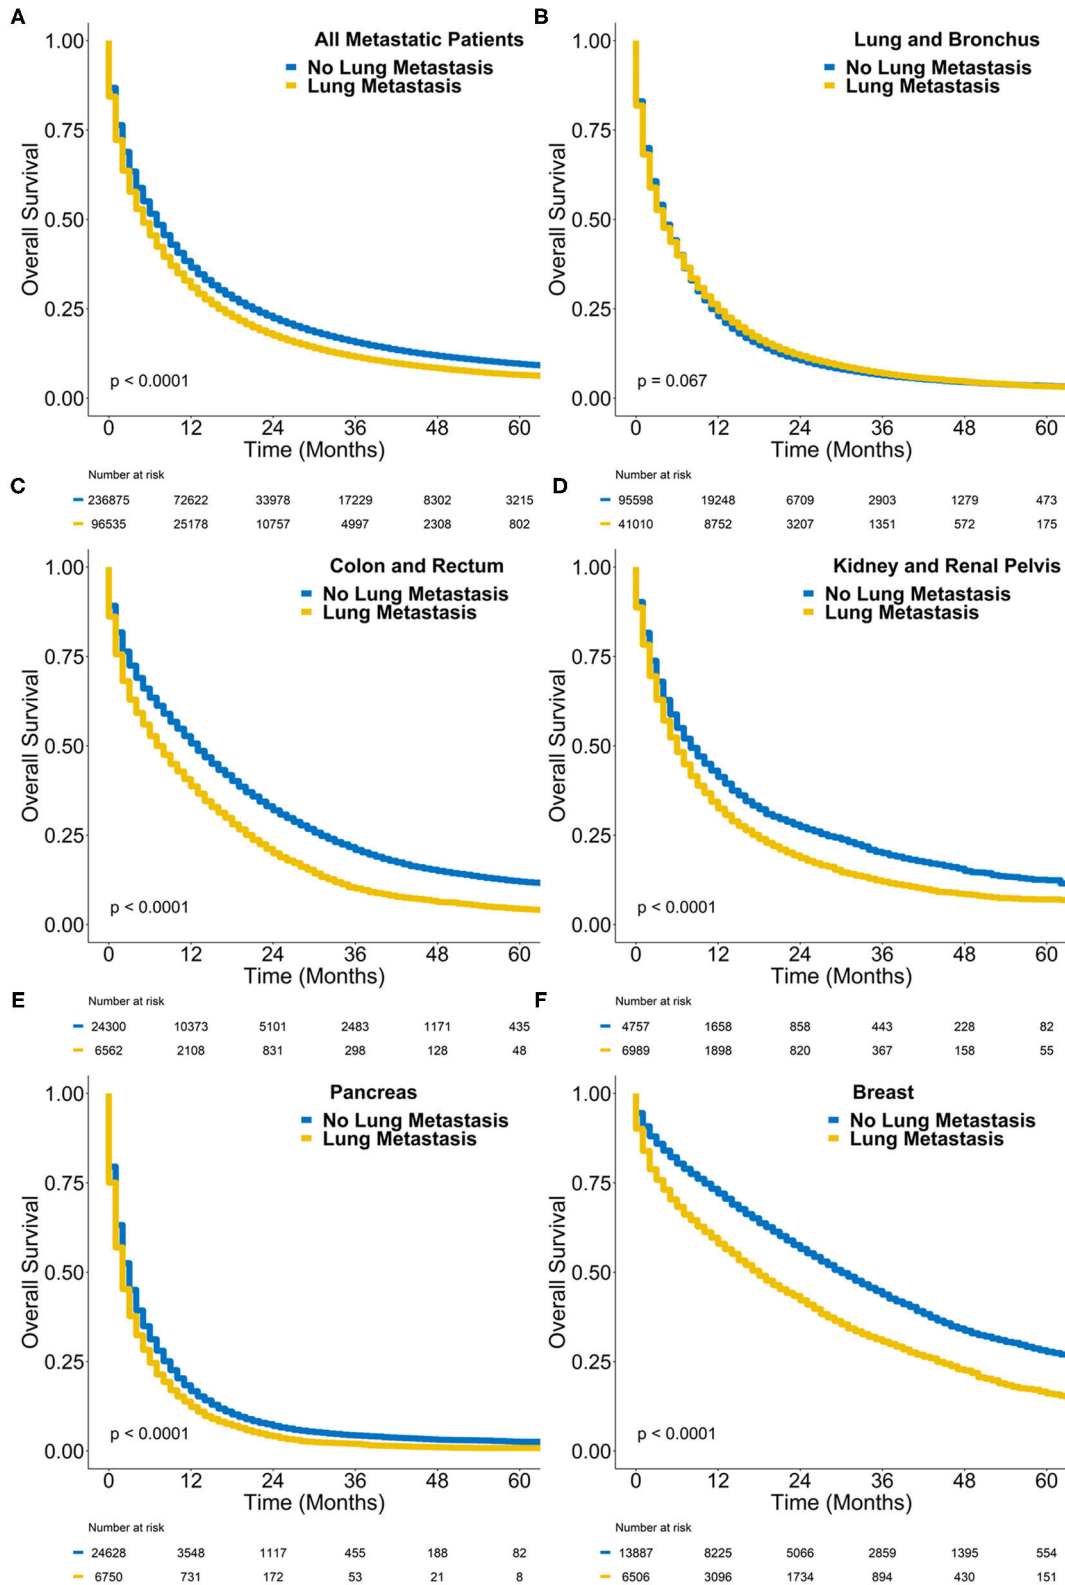 A
All Metastatic Patients
No Lung Metastasis
Lung Metastasis
1.00
0.75
0.50
0.25
0.00
Overall Survival
p < 0.0001
0 12 24 36 48 60
Time (Months)
Number at risk
236875 72622 33978 17229 8302 3215
96535 25178 10757 4997 2308 802
B
Lung and Bronchus
No Lung Metastasis
Lung Metastasis
1.00
0.75
0.50
0.25
0.00
Overall Survival
p = 0.067
0 12 24 36 48 60
Time (Months)
Number at risk
95598 19248 6709 2903 1279 473
41010 8752 3207 1351 572 175
C
Colon and Rectum
No Lung Metastasis
Lung Metastasis
1.00
0.75
0.50
0.25
0.00
Overall Survival
p < 0.0001
0 12 24 36 48 60
Time (Months)
Number at risk
24300 10373 5101 2483 1171 435
6562 2108 831 298 128 48
D
Kidney and Renal Pelvis
No Lung Metastasis
Lung Metastasis
1.00
0.75
0.50
0.25
0.00
Overall Survival
p < 0.0001
0 12 24 36 48 60
Time (Months)
Number at risk
4757 1658 858 443 228 82
6989 1898 820 367 158 55
E
Pancreas
No Lung Metastasis
Lung Metastasis
1.00
0.75
0.50
0.25
0.00
Overall Survival
p < 0.0001
0 12 24 36 48 60
Time (Months)
Number at risk
24628 3548 1117 455 188 82
6750 731 172 53 21 8
F
Breast
No Lung Metastasis
Lung Metastasis
1.00
0.75
0.50
0.25
0.00
Overall Survival
p < 0.0001
0 12 24 36 48 60
Time (Months)
Number at risk
13887 8225 5066 2859 1395 554
6506 3096 1734 894 430 151